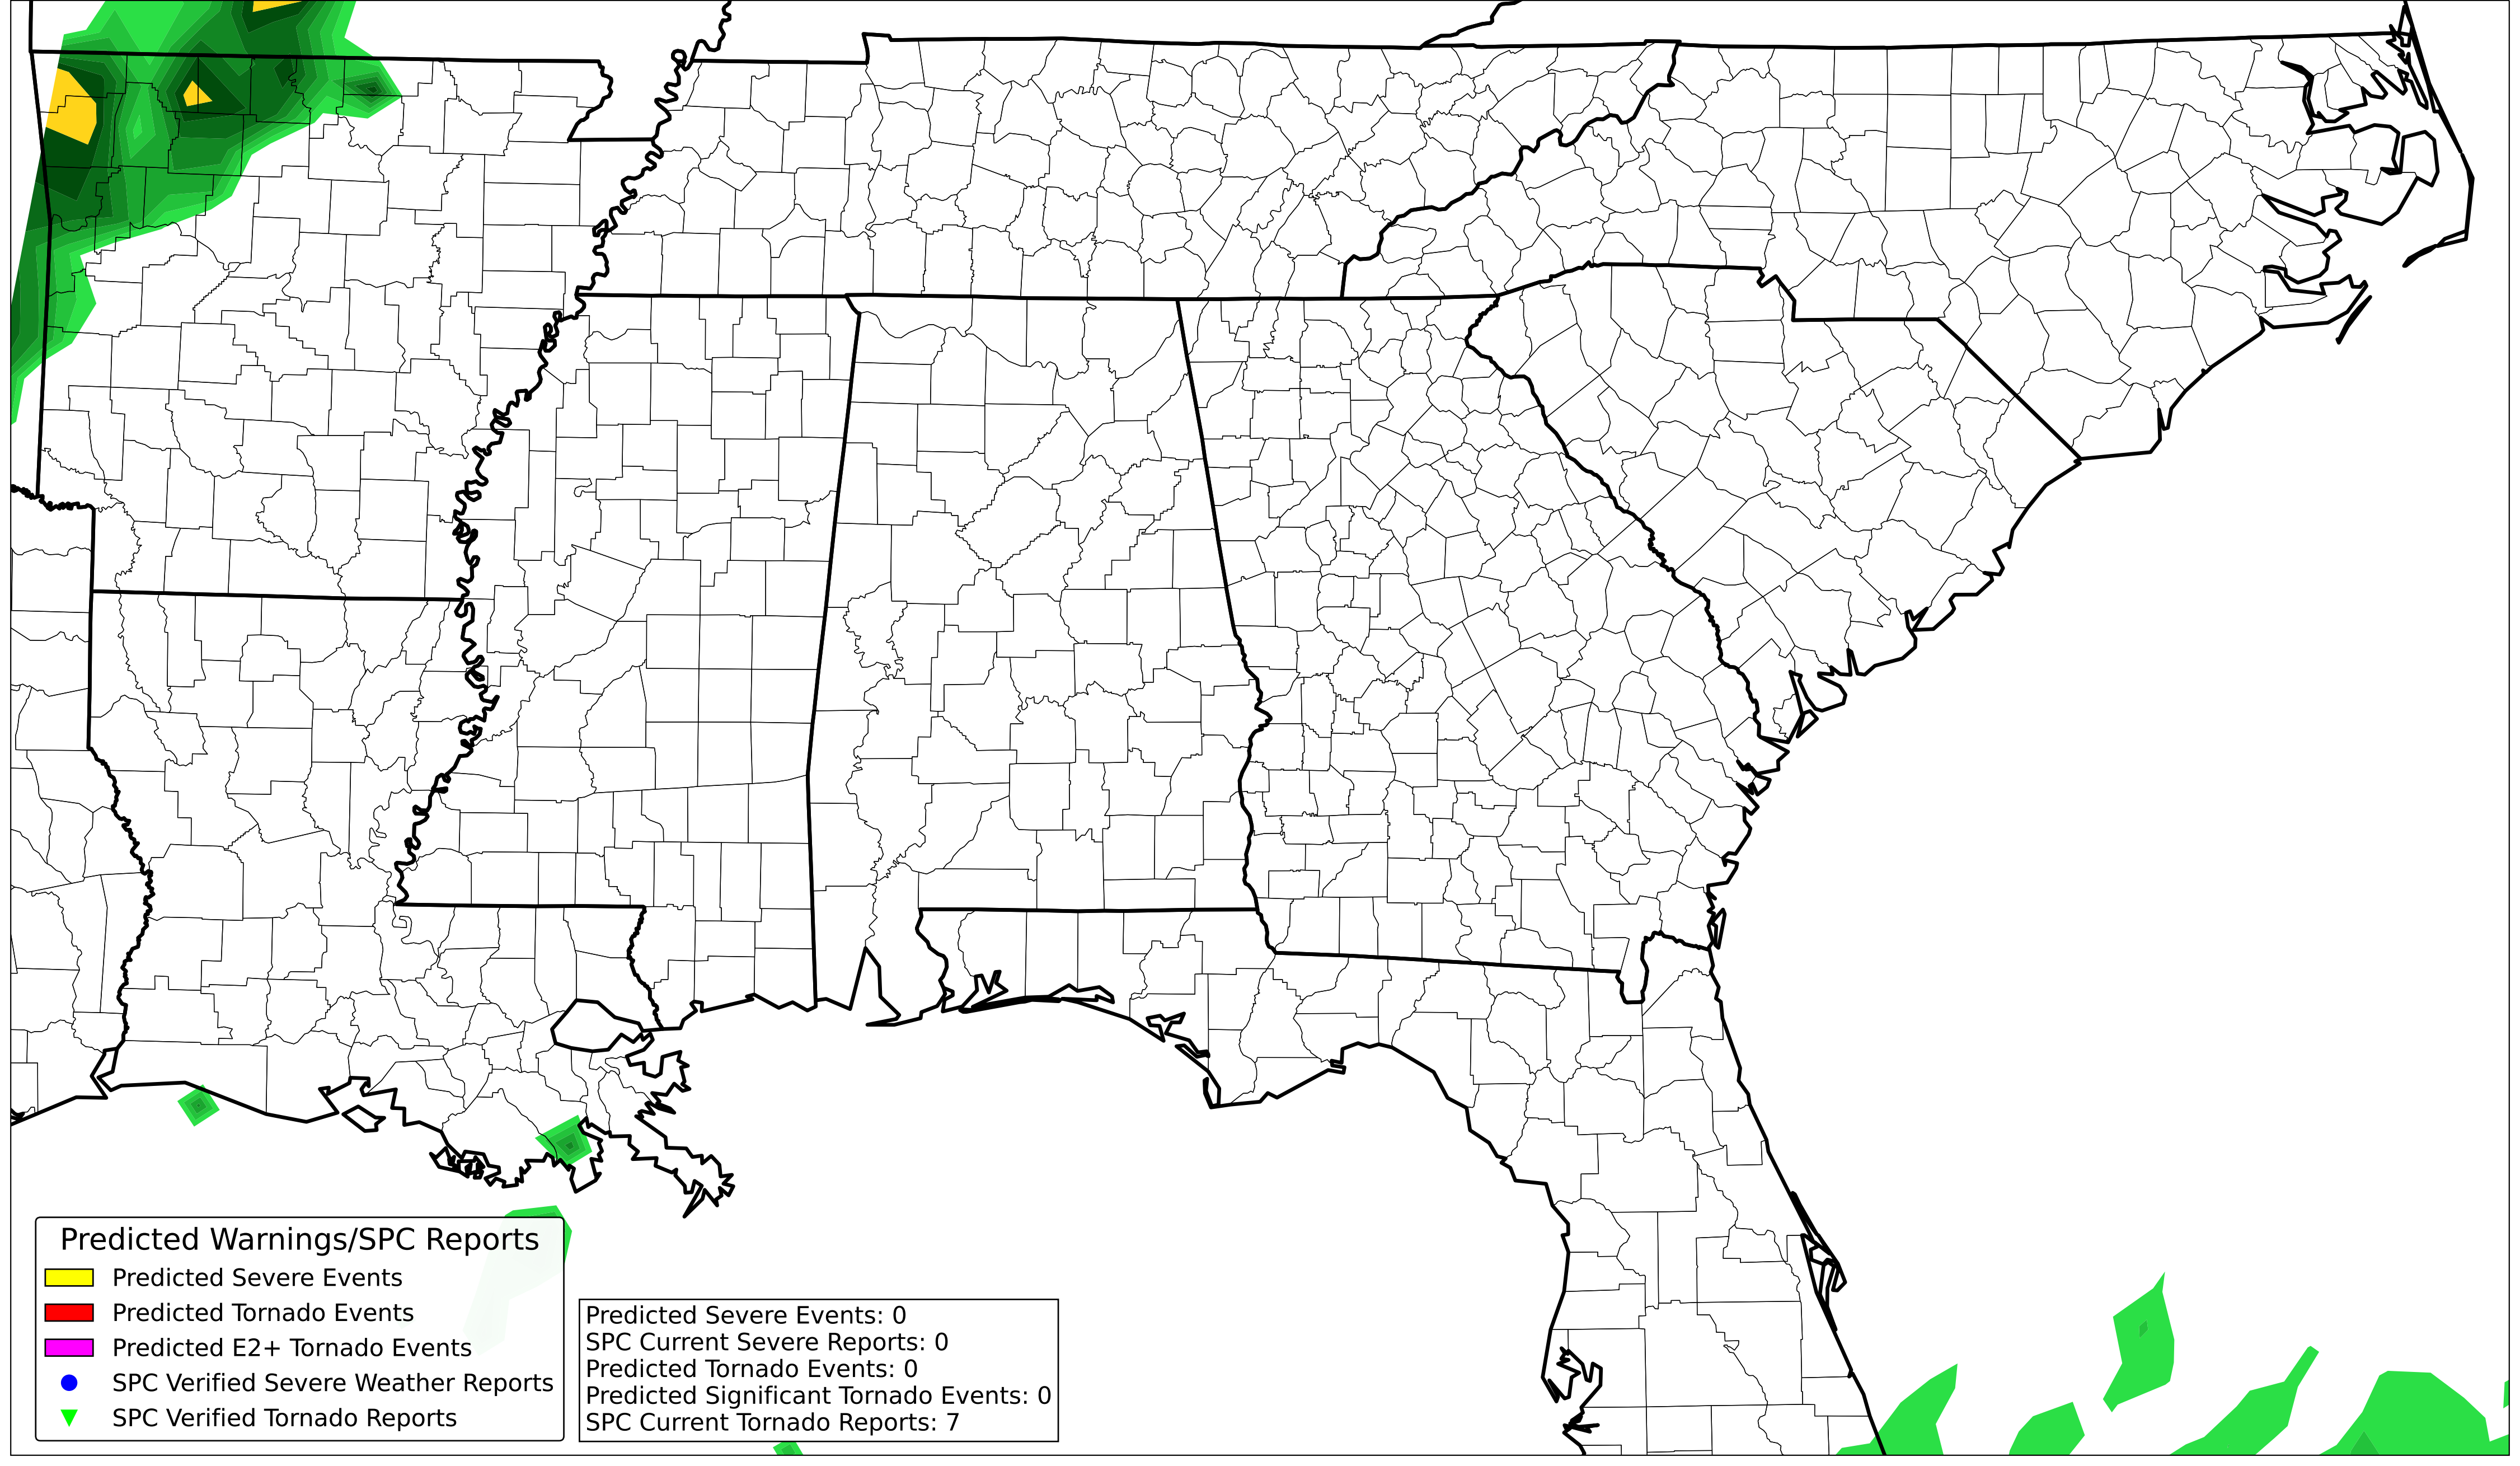 Predicted Warnings/SPC Reports
Predicted Severe Events
Predicted Tornado Events
Predicted E2+ Tornado Events
SPC Verified Severe Weather Reports
SPC Verified Tornado Reports
Predicted Severe Events: 0
SPC Current Severe Reports: 0
Predicted Tornado Events: 0
Predicted Significant Tornado Events: 0
SPC Current Tornado Reports: 7